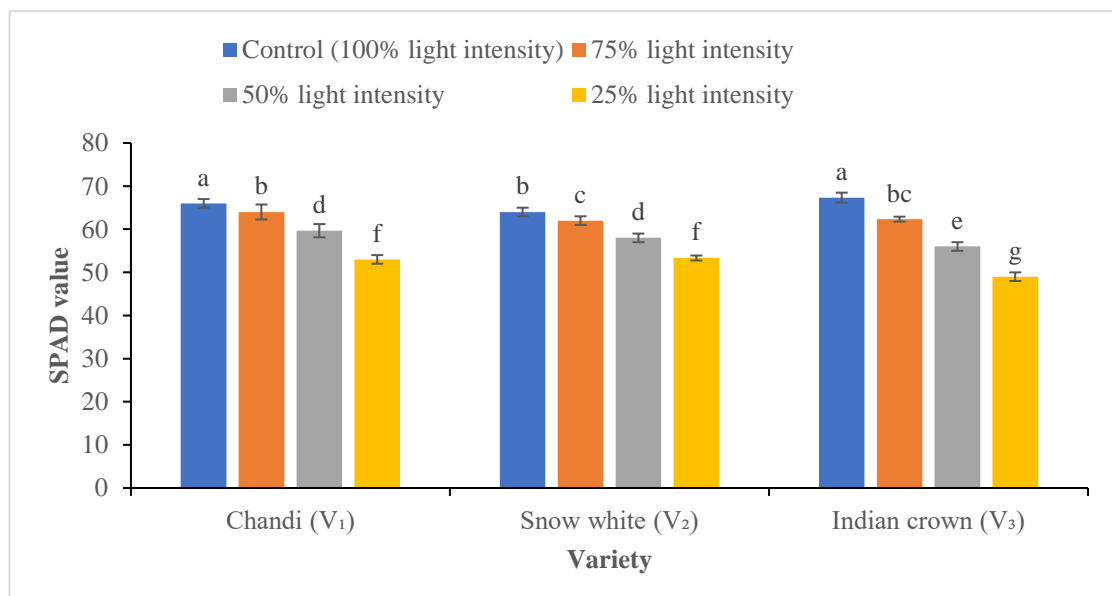 Control (100% light intensity) 75% light intensity
50% light intensity 25% light intensity
80
70
60
50
40
30
20
10
0
SPAD value
a b d f b c d f a bc e g
Chandi (V₁) Snow white (V₂) Indian crown (V₃)
Variety